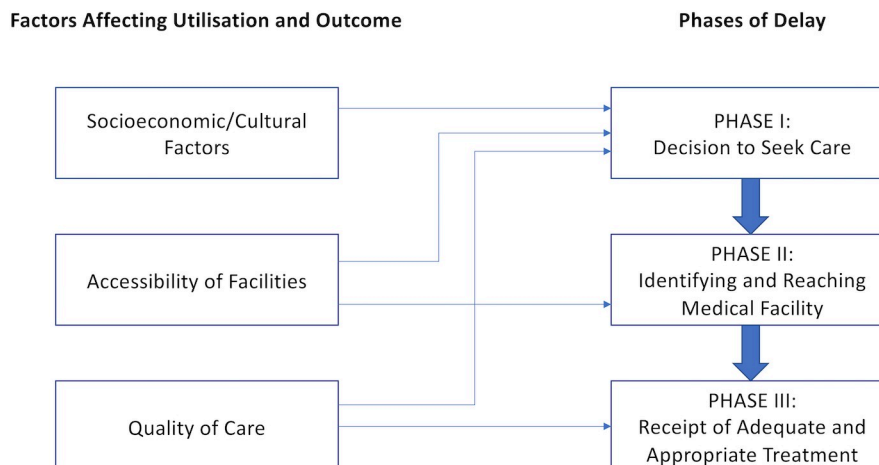 Factors Affecting Utilisation and Outcome
Phases of Delay
Socioeconomic/Cultural
Factors
PHASE I:
Decision to Seek Care
Accessibility of Facilities
PHASE II:
Identifying and Reaching
Medical Facility
Quality of Care
PHASE III:
Receipt of Adequate and
Appropriate Treatment